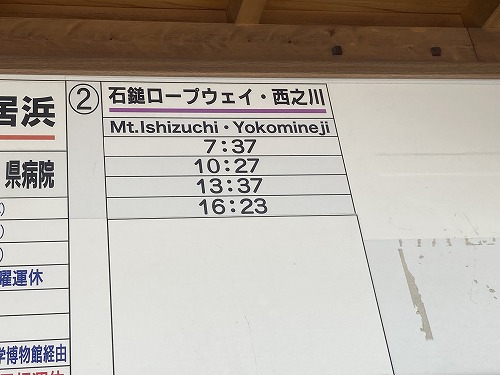 居浜
県病院
曜運休
学博物館経由
②
石鎚ロープウェイ・西之川
Mt.Ishizuchi・Yokomineji
7:37
10:27
13:37
16:23